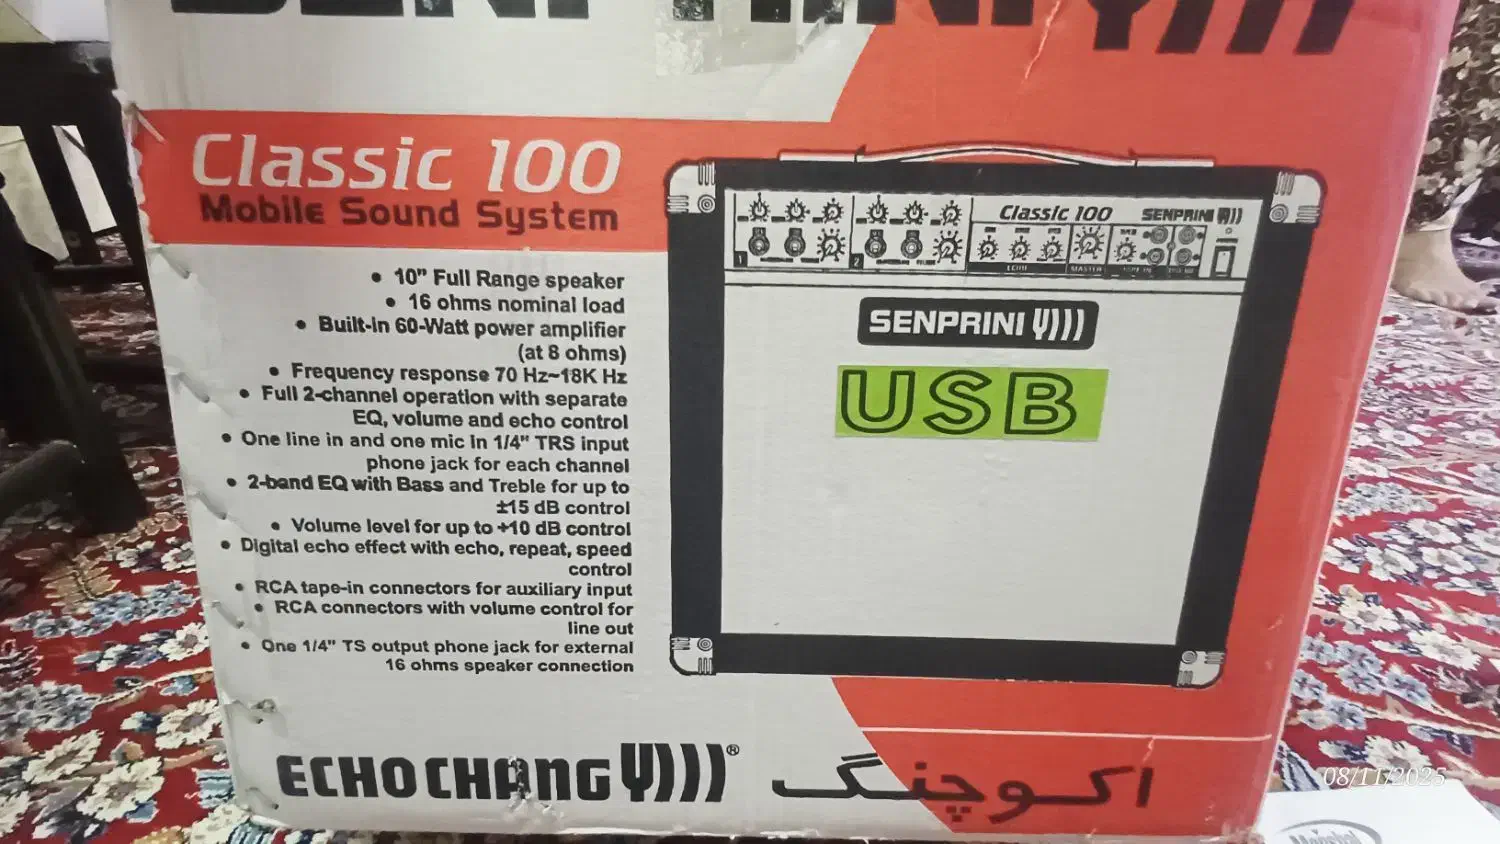 SENPRINI
Classic 100
Mobile Sound System
• 10" Full Range speaker
• 16 ohms nominal load
• Built-in 60-Watt power amplifier
(at 8 ohms)
• Frequency response 70 Hz~18K Hz
• Full 2-channel operation with separate
EQ, volume and echo control
• One line in and one mic in 1/4" TRS input
phone jack for each channel
• 2-band EQ with Bass and Treble for up to
±15 dB control
• Volume level for up to +10 dB control
• Digital echo effect with echo, repeat, speed
control
• RCA tape-in connectors for auxiliary input
• RCA connectors with volume control for
line out
• One 1/4" TS output phone jack for external
16 ohms speaker connection
Classic 100 SENPRINI
1 2 ECHO MASTER
SENPRINI
USB
ECHO CHANG ®
اکوچنگ
08/11/2025